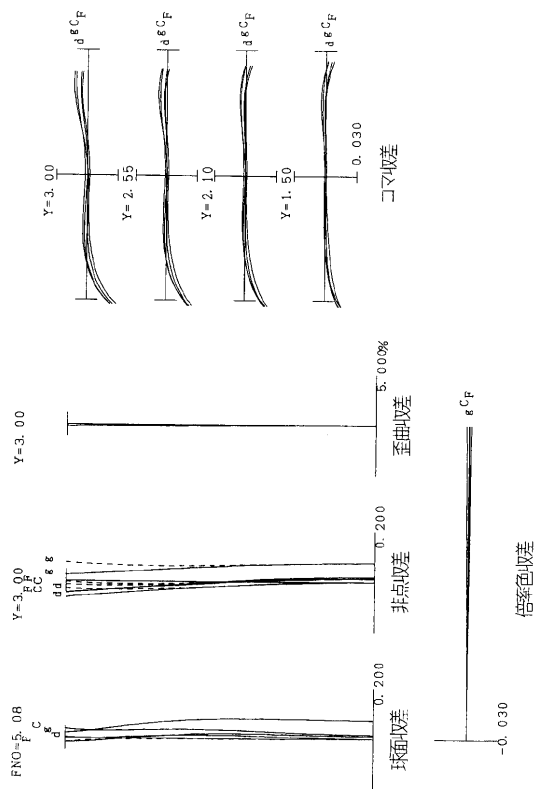 FNO=5.08
F C
g
d
0.200
球面収差
Y=3.00
F F
CC
d d
g g
0.200
非点収差
Y=3.00
5.000%
歪曲収差
Y=3.00
d g C F
Y=2.55
d g C F
Y=2.10
d g C F
Y=1.50
d g C F
0.030
コマ収差
-0.030
g C F
倍率色収差